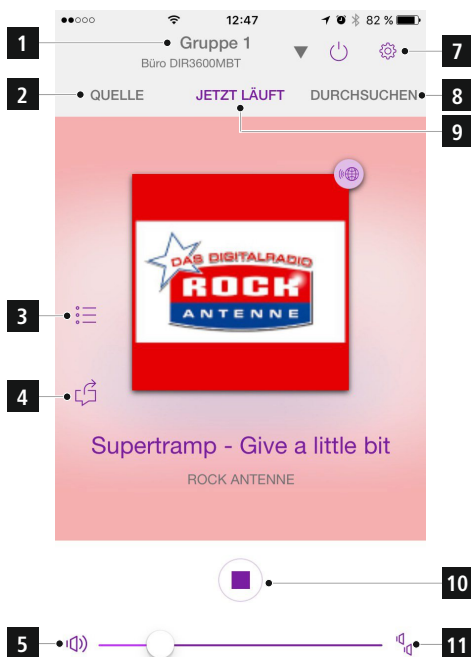 12:47
82 %
1
Gruppe 1
Büro DIR3600MBT
7
2
QUELLE
JETZT LÄUFT
DURCHSUCHEN
8
9
DAS DIGITALRADIO
ROCK
ANTENNE
3
4
Supertramp - Give a little bit
ROCK ANTENNE
10
5
11